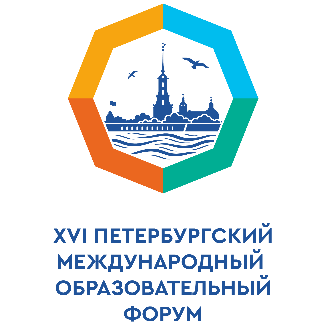 XVI ПЕТЕРБУРГСКИЙ
МЕЖДУНАРОДНЫЙ
ОБРАЗОВАТЕЛЬНЫЙ
ФОРУМ